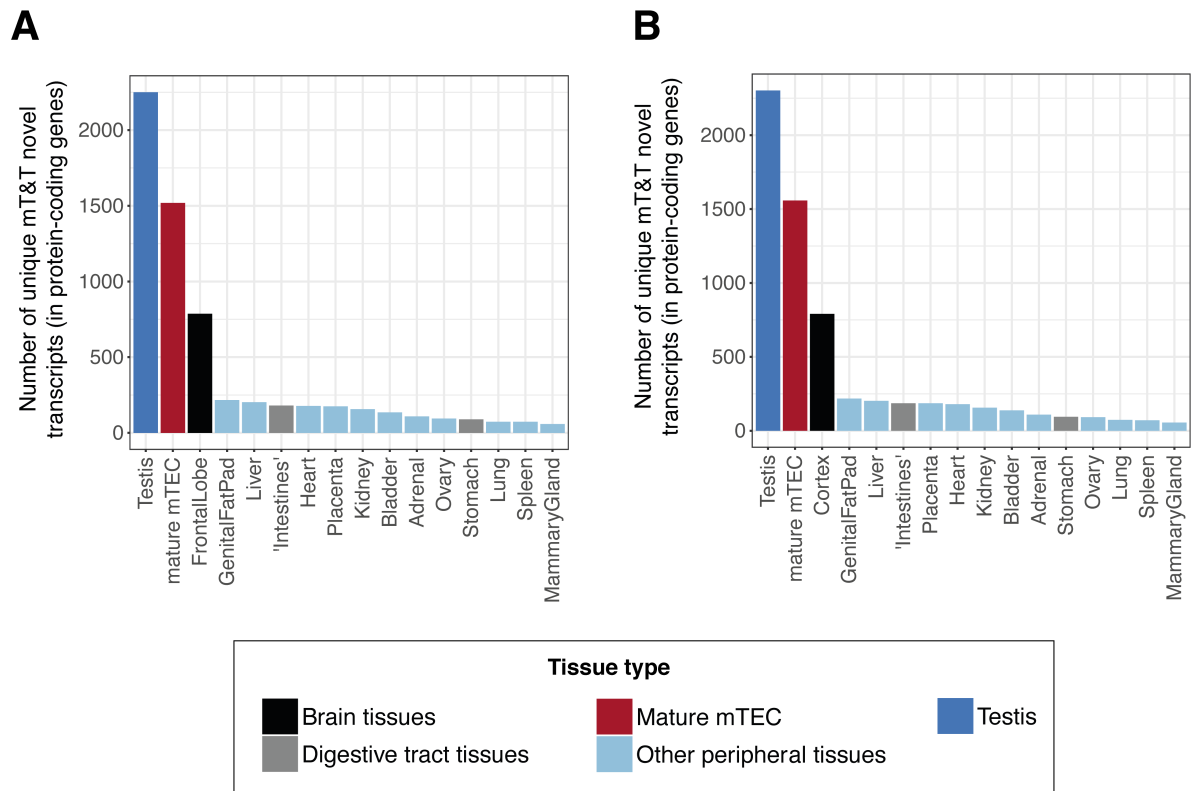 A
B
Number of unique mT&T novel
transcripts (in protein-coding genes)
2000
1500
1000
500
0
Testis
mature mTEC
FrontalLobe
GenitalFatPad
Liver
'Intestines'
Heart
Placenta
Kidney
Bladder
Adrenal
Ovary
Stomach
Lung
Spleen
MammaryGland
Number of unique mT&T novel
transcripts (in protein-coding genes)
2000
1500
1000
500
0
Testis
mature mTEC
Cortex
GenitalFatPad
Liver
'Intestines'
Placenta
Heart
Kidney
Bladder
Adrenal
Stomach
Ovary
Lung
Spleen
MammaryGland
Tissue type
Brain tissues
Mature mTEC
Testis
Digestive tract tissues
Other peripheral tissues